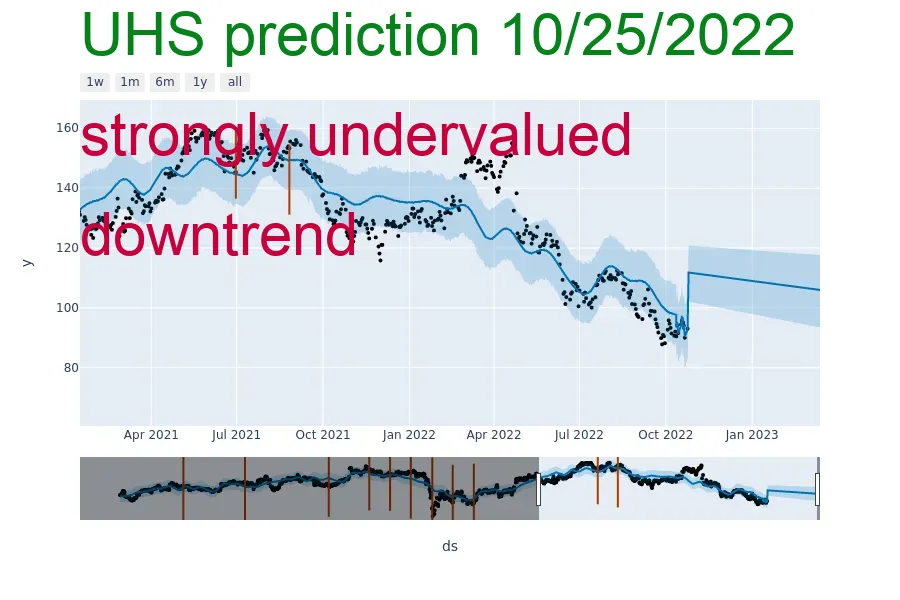 UHS prediction 10/25/2022
1w 1m 6m 1y all
160
strongly undervalued
140
downtrend
120
y
100
80
Apr 2021 Jul 2021 Oct 2021 Jan 2022 Apr 2022 Jul 2022 Oct 2022 Jan 2023
ds